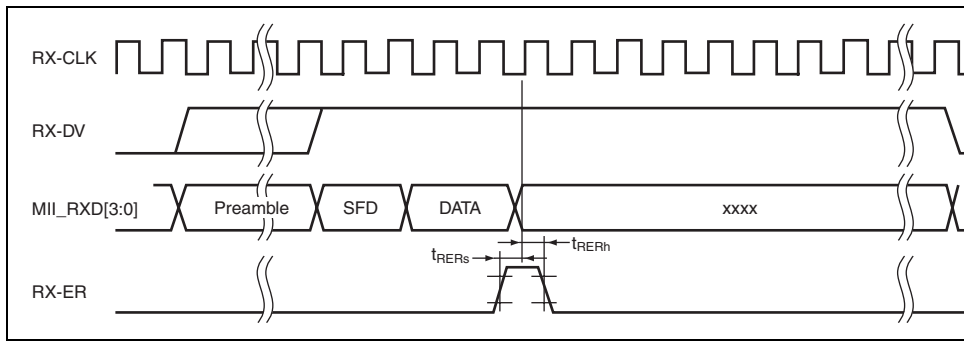 RX-CLK
RX-DV
MII_RXD[3:0] Preamble SFD DATA xxxx
tRERs tRERh
RX-ER